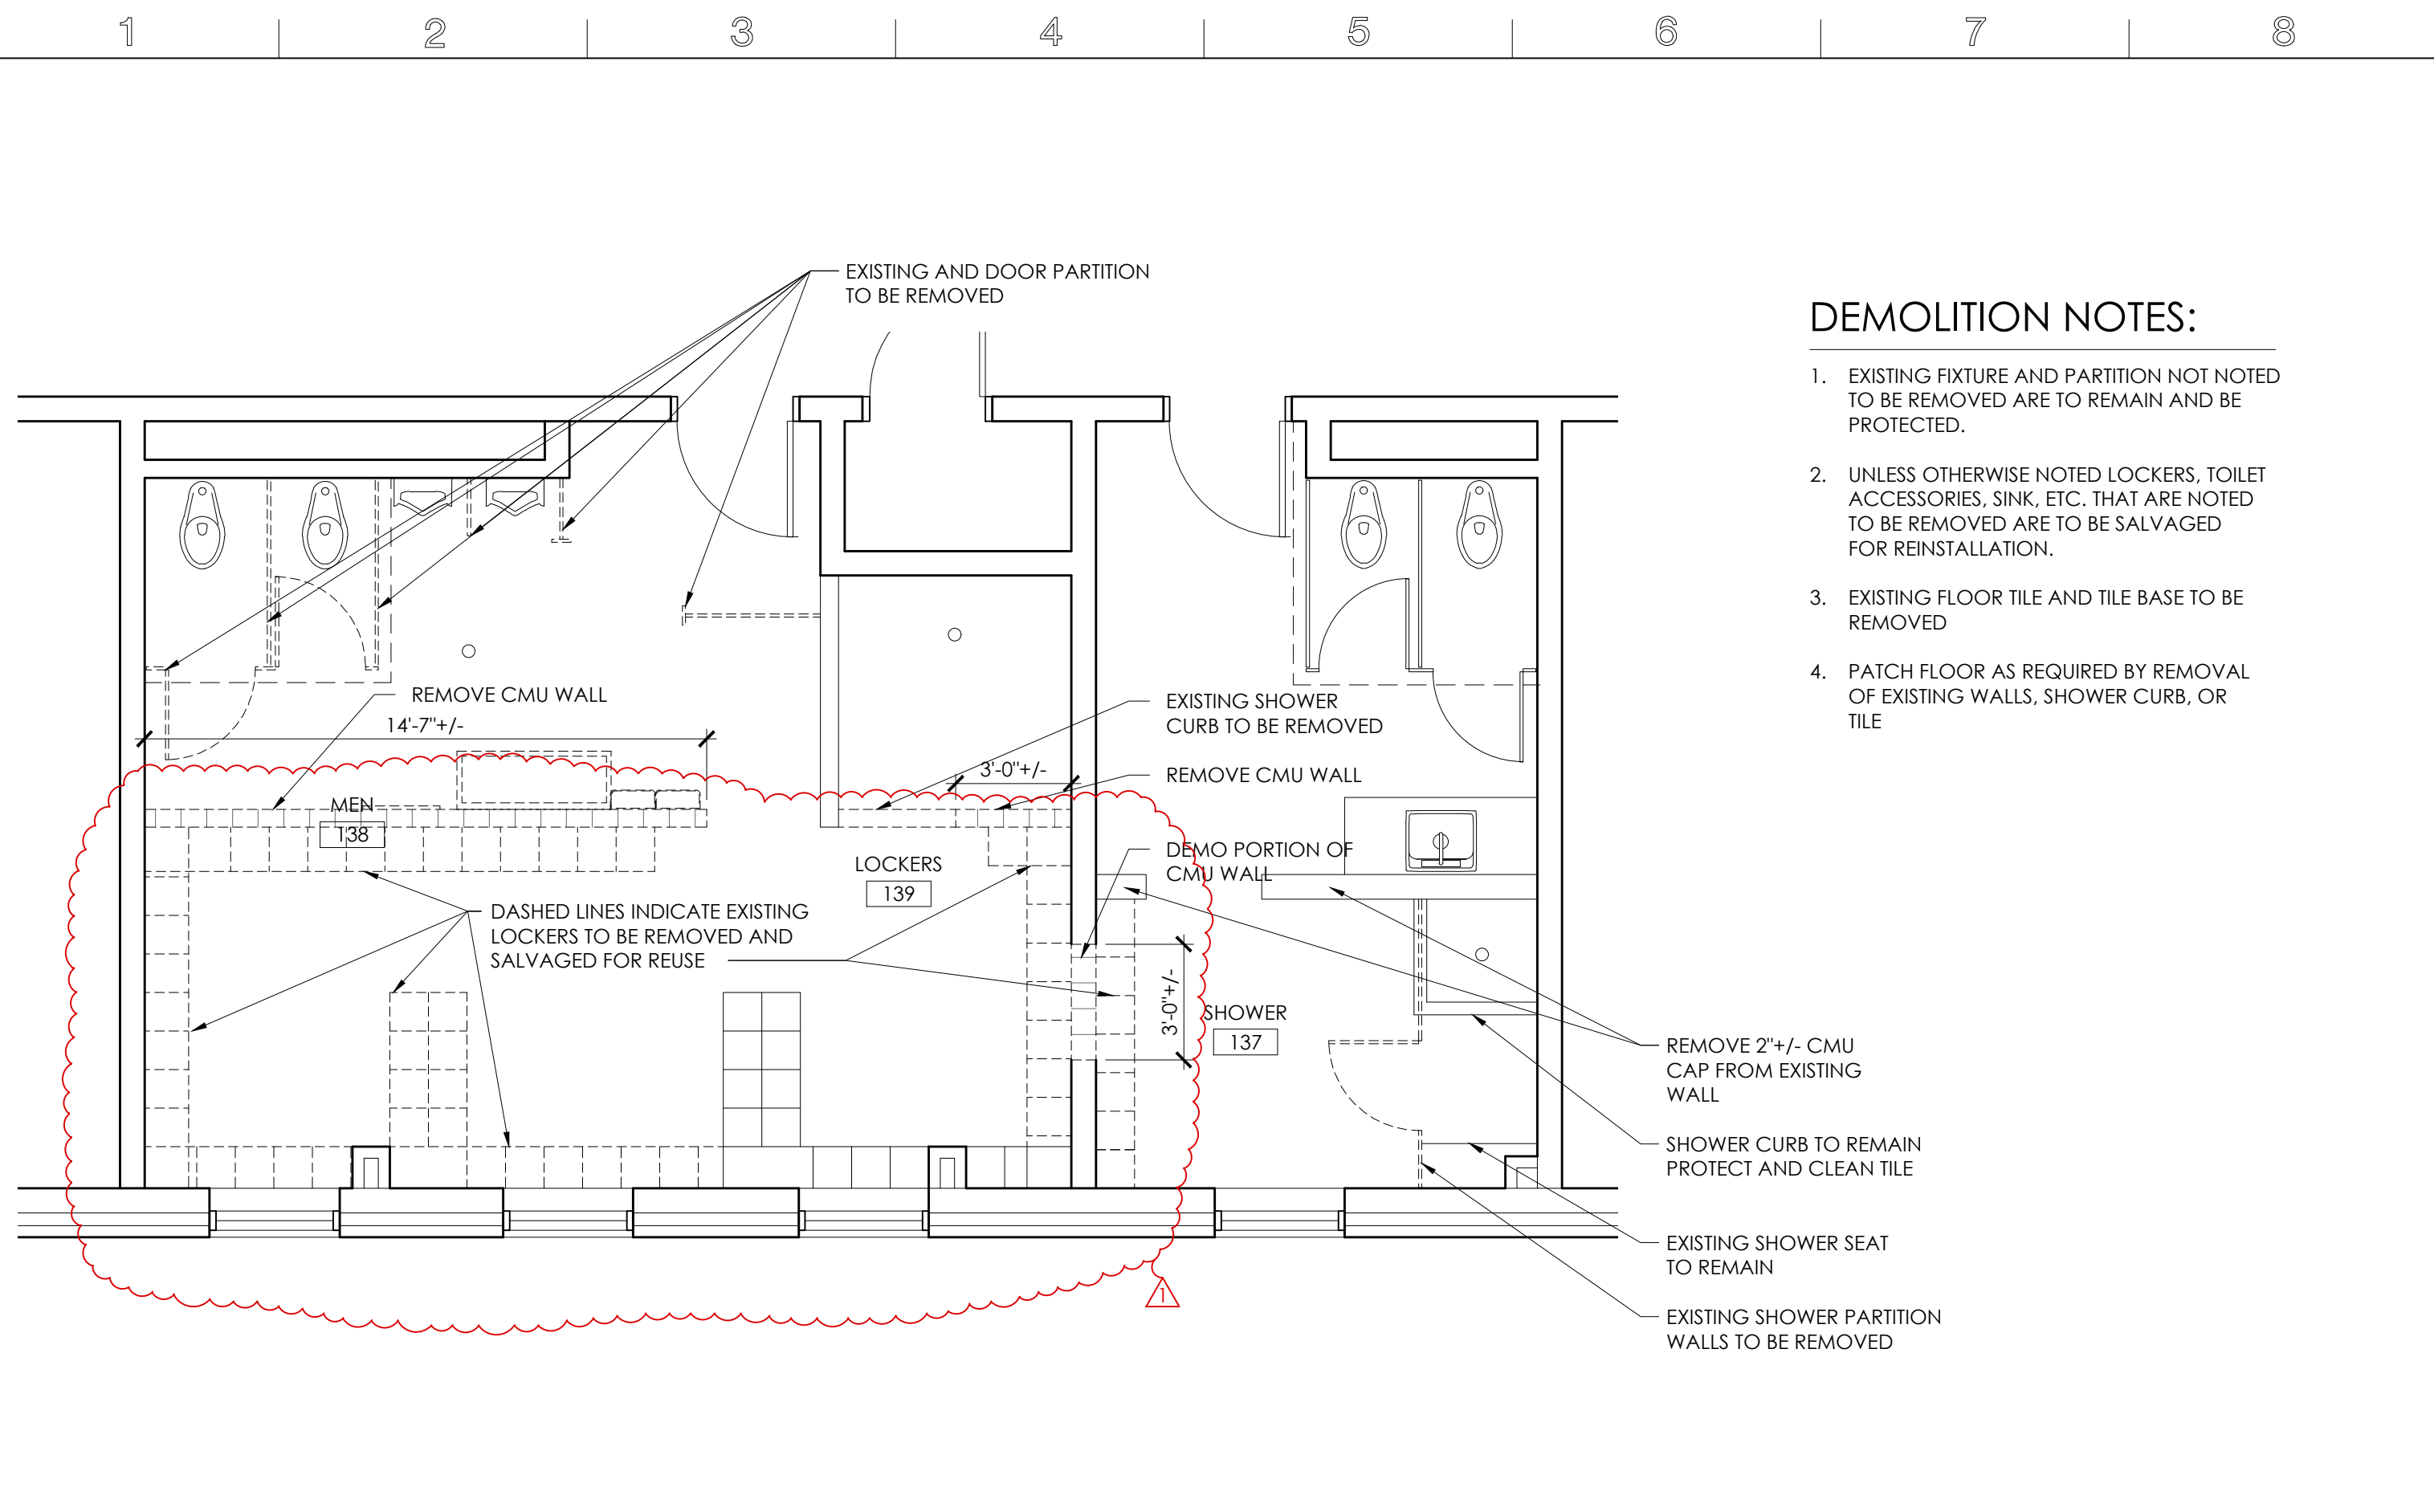 1 2 3 4 5 6 7 8
EXISTING AND DOOR PARTITION
TO BE REMOVED
DEMOLITION NOTES:
1. EXISTING FIXTURE AND PARTITION NOT NOTED
TO BE REMOVED ARE TO REMAIN AND BE
PROTECTED.
2. UNLESS OTHERWISE NOTED LOCKERS, TOILET
ACCESSORIES, SINK, ETC. THAT ARE NOTED
TO BE REMOVED ARE TO BE SALVAGED
FOR REINSTALLATION.
3. EXISTING FLOOR TILE AND TILE BASE TO BE
REMOVED
4. PATCH FLOOR AS REQUIRED BY REMOVAL
OF EXISTING WALLS, SHOWER CURB, OR
TILE
REMOVE CMU WALL
14'-7"+/-
EXISTING SHOWER
CURB TO BE REMOVED
3'-0"+/-
REMOVE CMU WALL
MEN
138
DEMO PORTION OF
CMU WALL
LOCKERS
139
DASHED LINES INDICATE EXISTING
LOCKERS TO BE REMOVED AND
SALVAGED FOR REUSE
3'-0"+/-
SHOWER
137
REMOVE 2"+/- CMU
CAP FROM EXISTING
WALL
SHOWER CURB TO REMAIN
PROTECT AND CLEAN TILE
EXISTING SHOWER SEAT
TO REMAIN
1
EXISTING SHOWER PARTITION
WALLS TO BE REMOVED